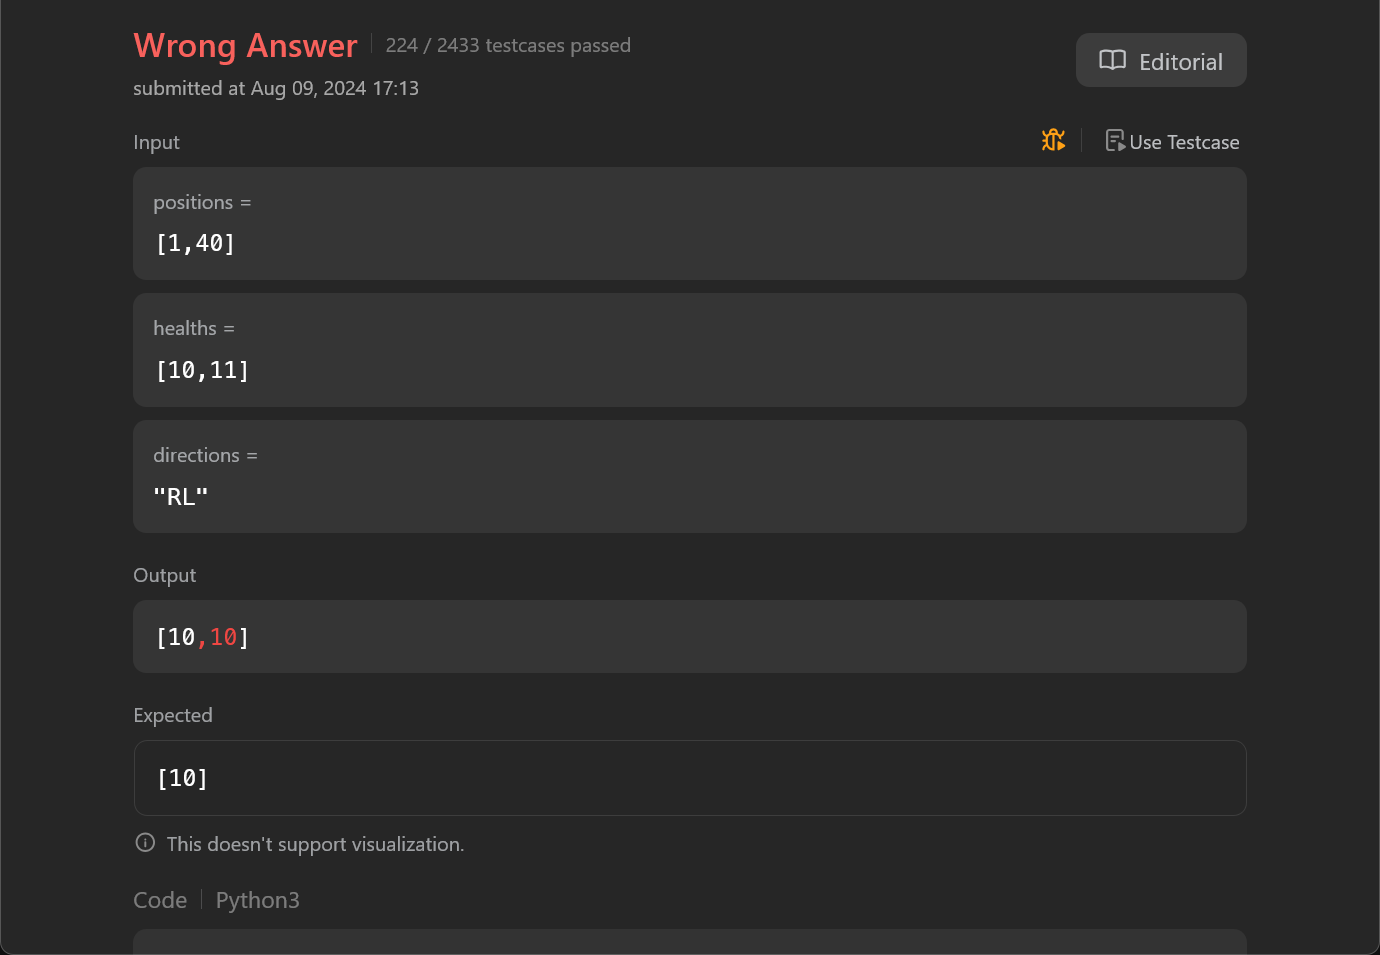 Wrong Answer 224 / 2433 testcases passed
Editorial
submitted at Aug 09, 2024 17:13
Input
Use Testcase
positions =
[1,40]
healths =
[10,11]
directions =
"RL"
Output
[10,10]
Expected
[10]
This doesn't support visualization.
Code Python3